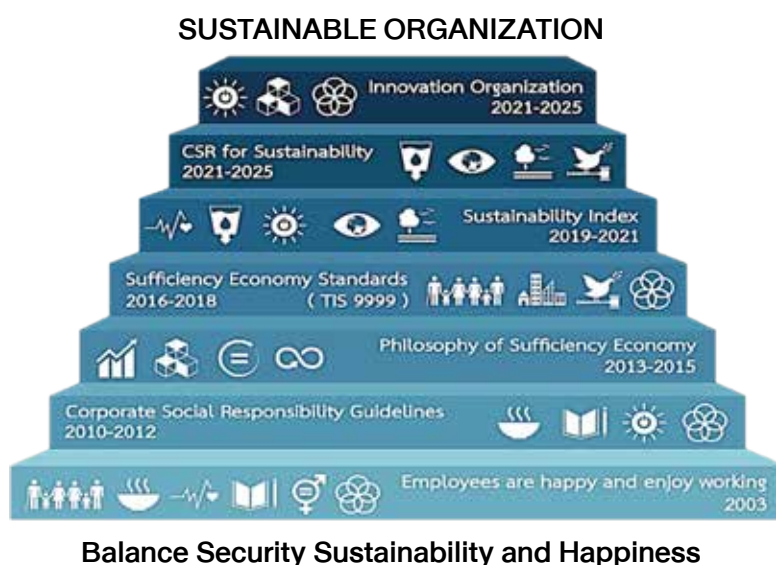 SUSTAINABLE ORGANIZATION
Innovation Organization
2021-2025
CSR for Sustainability
2021-2025
Sustainability Index
2019-2021
Sufficiency Economy Standards
2016-2018 ( TIS 9999 )
Philosophy of Sufficiency Economy
2013-2015
Corporate Social Responsibility Guidelines
2010-2012
Employees are happy and enjoy working
2003
Balance Security Sustainability and Happiness